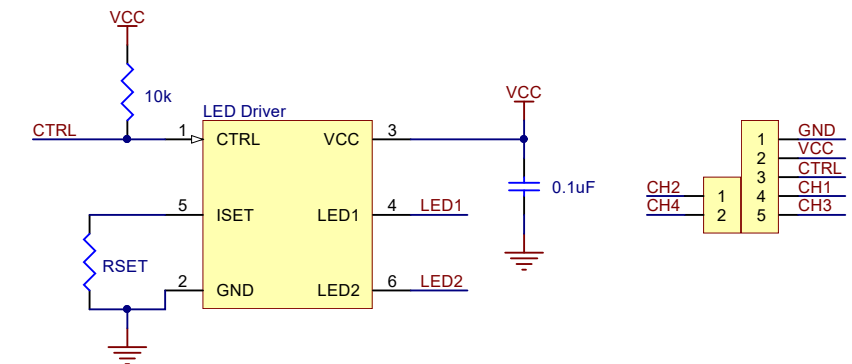 VCC
10k
LED Driver
CTRL
1
CTRL
VCC
3
5
ISET
LED1
4
LED1
RSET
2
GND
LED2
6
LED2
VCC
0.1uF
1
GND
2
VCC
3
CTRL
CH2
1
4
CH1
CH4
2
5
CH3